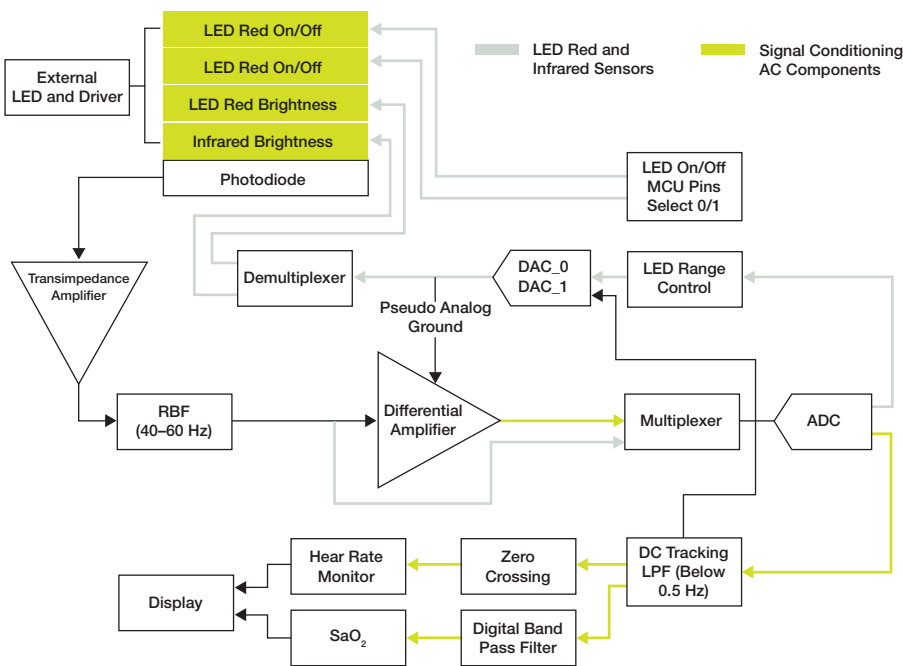 LED Red On/Off
LED Red On/Off
LED Red Brightness
Infrared Brightness
Photodiode
External
LED and Driver
LED Red and
Infrared Sensors
Signal Conditioning
AC Components
LED On/Off
MCU Pins
Select 0/1
Transimpedance
Amplifier
Demultiplexer
DAC_0
DAC_1
LED Range
Control
Pseudo Analog
Ground
RBF
(40–60 Hz)
Differential
Amplifier
Multiplexer
ADC
Hear Rate
Monitor
Zero
Crossing
DC Tracking
LPF (Below
0.5 Hz)
Display
SaO₂
Digital Band
Pass Filter